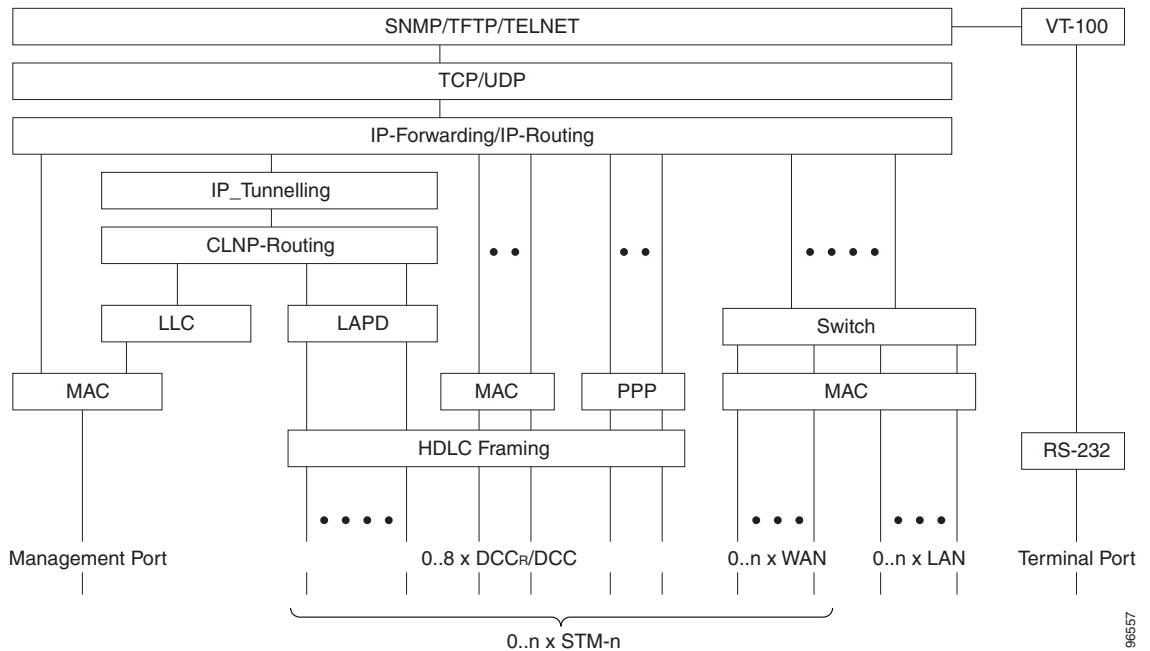 SNMP/TFTP/TELNET
VT-100
TCP/UDP
IP-Forwarding/IP-Routing
IP_Tunnelling
CLNP-Routing
LLC
LAPD
Switch
MAC
MAC
PPP
MAC
HDLC Framing
RS-232
Management Port
0..8 x DCCR/DCC
0..n x WAN
0..n x LAN
Terminal Port
0..n x STM-n
96557